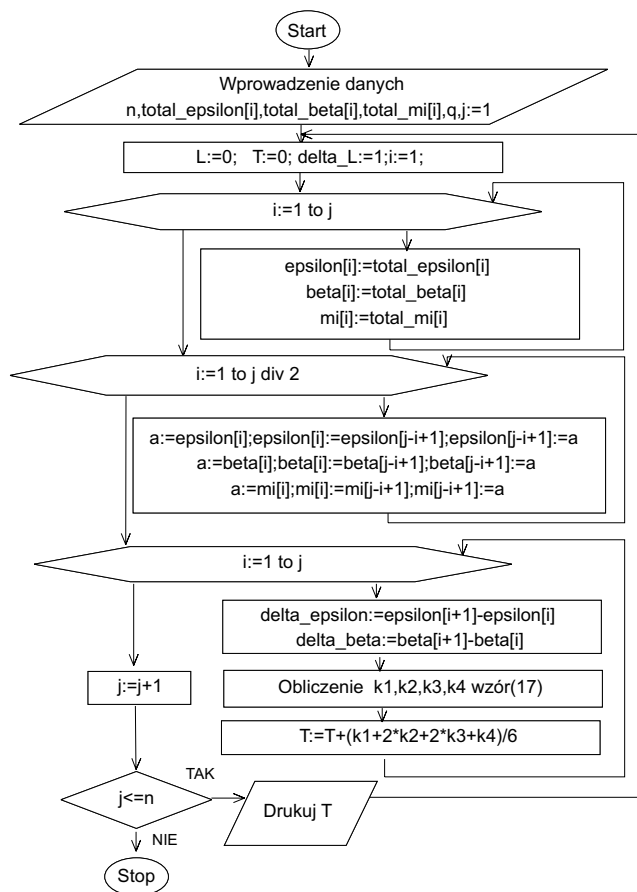 Start
Wprowadzenie danych
n,total_epsilon[i],total_beta[i],total_mi[i],q,j:=1
L:=0; T:=0; delta_L:=1;i:=1;
i:=1 to j
epsilon[i]:=total_epsilon[i]
beta[i]:=total_beta[i]
mi[i]:=total_mi[i]
i:=1 to j div 2
a:=epsilon[i];epsilon[i]:=epsilon[j-i+1];epsilon[j-i+1]:=a
a:=beta[i];beta[i]:=beta[j-i+1];beta[j-i+1]:=a
a:=mi[i];mi[i]:=mi[j-i+1];mi[j-i+1]:=a
i:=1 to j
delta_epsilon:=epsilon[i+1]-epsilon[i]
delta_beta:=beta[i+1]-beta[i]
j:=j+1
Obliczenie k1,k2,k3,k4 wzór(17)
T:=T+(k1+2*k2+2*k3+k4)/6
j<=n
TAK
Drukuj T
NIE
Stop